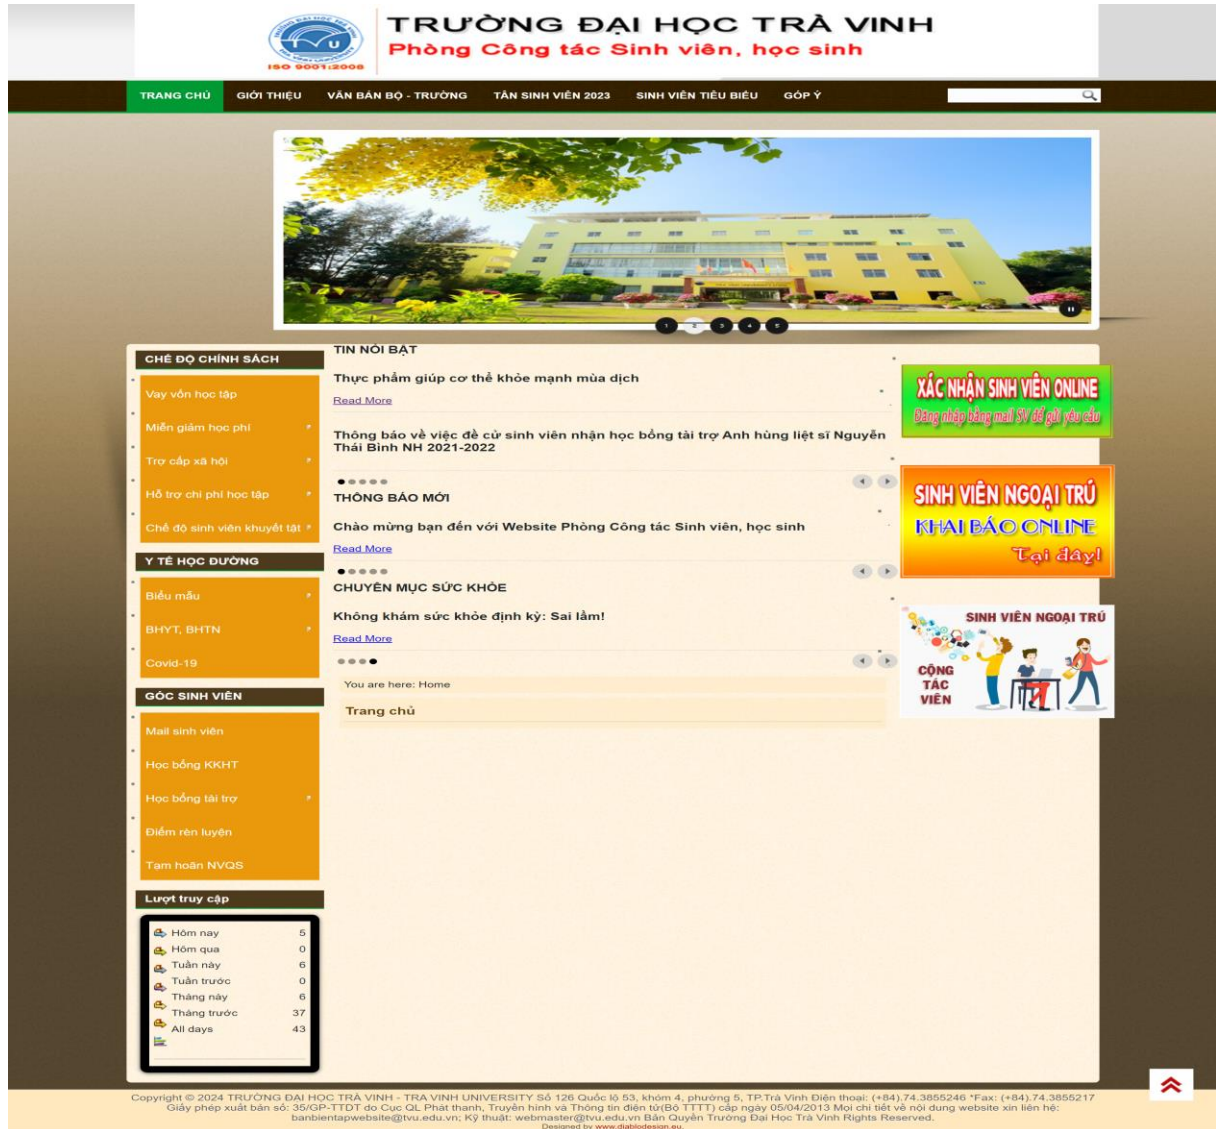 TRƯỜNG ĐẠI HỌC TRÀ VINH
Phòng Công tác Sinh viên, học sinh
TRƯỜNG ĐẠI HỌC TRÀ VINH
TVU
TRA VINH UNIVERSITY
ISO 9001:2008
TRANG CHỦ GIỚI THIỆU VĂN BẢN BỘ - TRƯỜNG TÂN SINH VIÊN 2023 SINH VIÊN TIÊU BIỂU GÓP Ý
1 2 3 4 5
CHẾ ĐỘ CHÍNH SÁCH
Vay vốn học tập
Miễn giảm học phí
Trợ cấp xã hội
Hỗ trợ chi phí học tập
Chế độ sinh viên khuyết tật
Y TẾ HỌC ĐƯỜNG
Biểu mẫu
BHYT, BHTN
Covid-19
GÓC SINH VIÊN
Mail sinh viên
Học bổng KKHT
Học bổng tài trợ
Điểm rèn luyện
Tạm hoãn NVQS
Lượt truy cập
Hôm nay 5
Hôm qua 0
Tuần này 6
Tuần trước 0
Tháng này 6
Tháng trước 37
All days 43
TIN NỔI BẬT
Thực phẩm giúp cơ thể khỏe mạnh mùa dịch
Read More
Thông báo về việc đề cử sinh viên nhận học bổng tài trợ Anh hùng liệt sĩ Nguyễn
Thái Bình NH 2021-2022
THÔNG BÁO MỚI
Chào mừng bạn đến với Website Phòng Công tác Sinh viên, học sinh
Read More
CHUYÊN MỤC SỨC KHỎE
Không khám sức khỏe định kỳ: Sai lầm!
Read More
You are here: Home
Trang chủ
XÁC NHẬN SINH VIÊN ONLINE
Đăng nhập bằng mail SV để gửi yêu cầu
SINH VIÊN NGOẠI TRÚ
KHAI BÁO ONLINE
Tại đây!
SINH VIÊN NGOẠI TRÚ
CỘNG
TÁC
VIÊN
Copyright © 2024 TRƯỜNG ĐẠI HỌC TRÀ VINH - TRA VINH UNIVERSITY Số 126 Quốc lộ 53, khóm 4, phường 5, TP.Trà Vinh Điện thoại: (+84).74.3855246 *Fax: (+84).74.3855217
Giấy phép xuất bản số: 35/GP-TTDT do Cục QL Phát thanh, Truyền hình và Thông tin điện tử(Bộ TTTT) cấp ngày 05/04/2013 Mọi chi tiết về nội dung website xin liên hệ:
banbientapwebsite@tvu.edu.vn; Kỹ thuật: webmaster@tvu.edu.vn Bản Quyền Trường Đại Học Trà Vinh Rights Reserved.
Designed by www.diablodesign.eu.